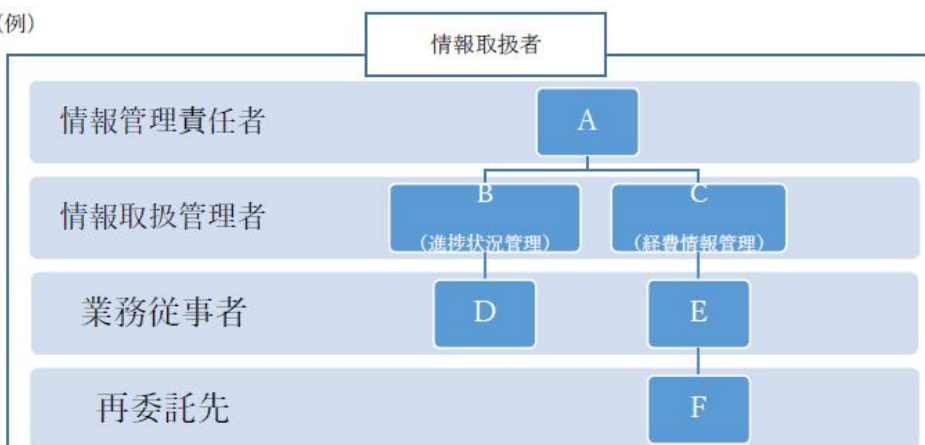 (例)
情報取扱者
情報管理責任者
A
情報取扱管理者
B
(進捗状況管理)
C
(経費情報管理)
業務従事者
D
E
再委託先
F